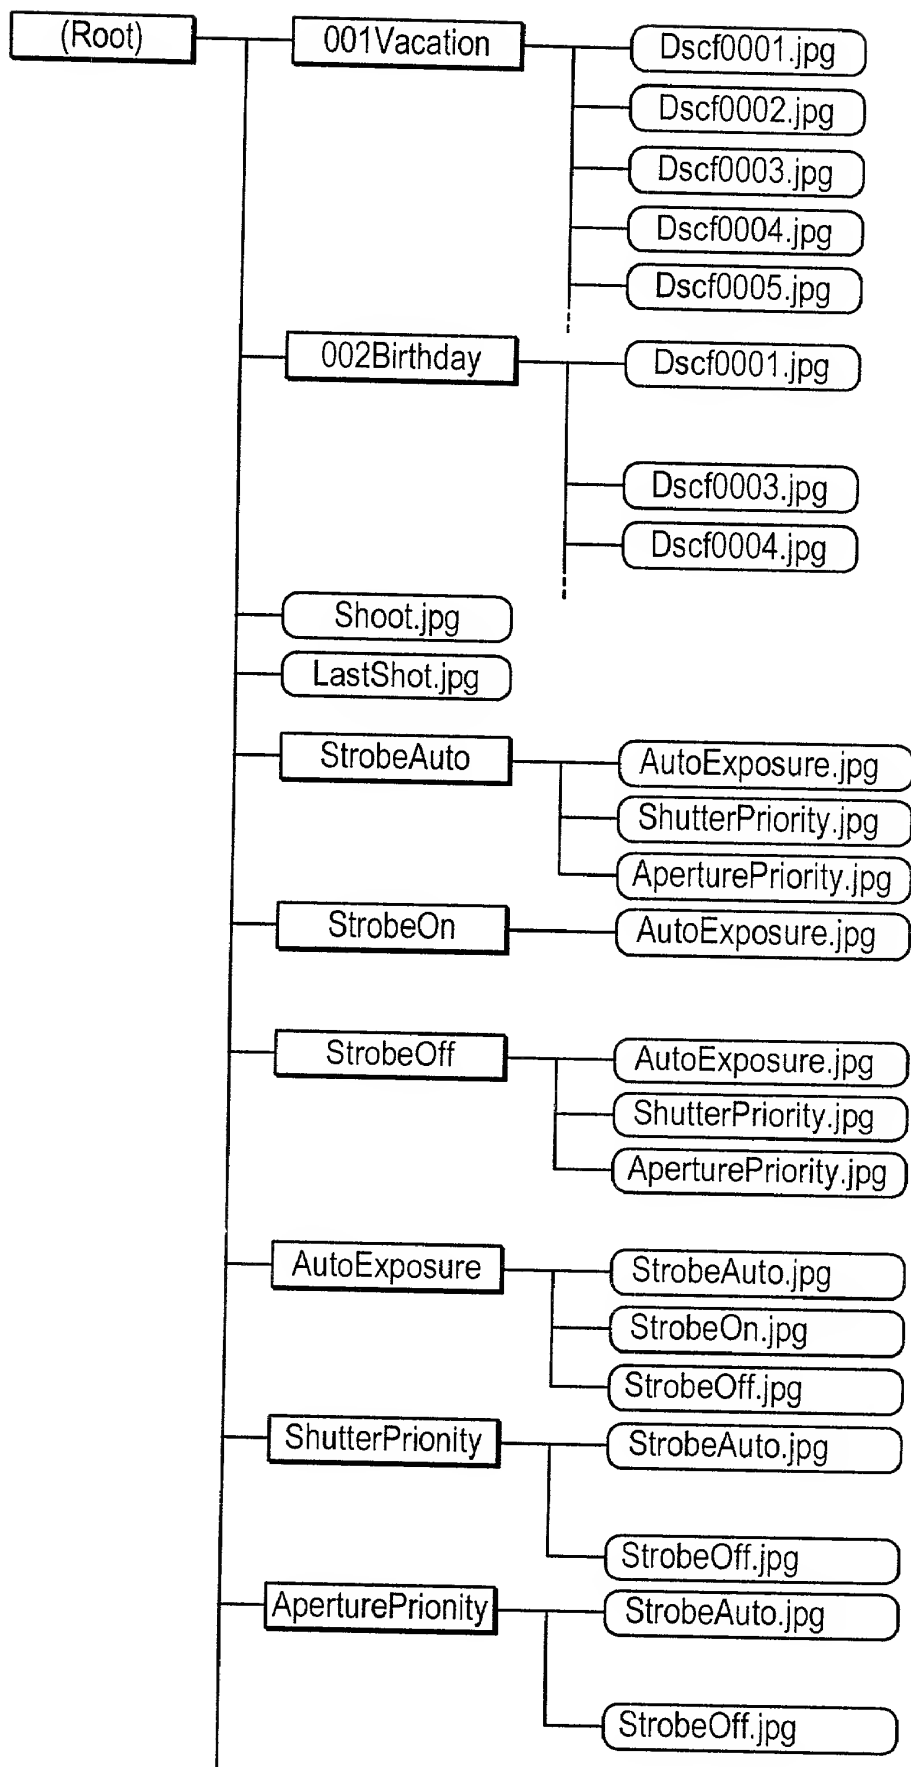 (Root)
001Vacation
Dscf0001.jpg
Dscf0002.jpg
Dscf0003.jpg
Dscf0004.jpg
Dscf0005.jpg
002Birthday
Dscf0001.jpg
Dscf0003.jpg
Dscf0004.jpg
Shoot.jpg
LastShot.jpg
StrobeAuto
AutoExposure.jpg
ShutterPriority.jpg
AperturePriority.jpg
StrobeOn
AutoExposure.jpg
StrobeOff
AutoExposure.jpg
ShutterPriority.jpg
AperturePriority.jpg
AutoExposure
StrobeAuto.jpg
StrobeOn.jpg
StrobeOff.jpg
ShutterPrionity
StrobeAuto.jpg
StrobeOff.jpg
AperturePrionity
StrobeAuto.jpg
StrobeOff.jpg